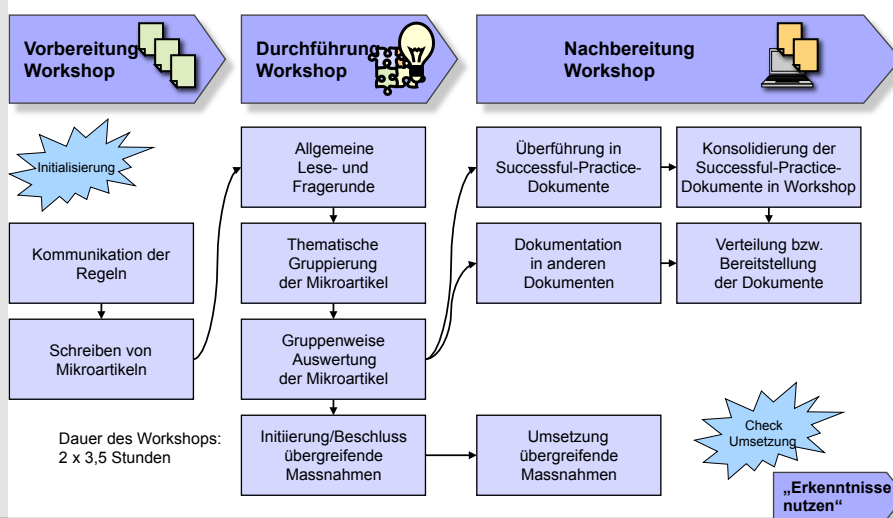 Vorbereitung
Workshop
Durchführung
Workshop
Nachbereitung
Workshop
Initialisierung
Kommunikation der
Regeln
Schreiben von
Mikroartikeln
Dauer des Workshops:
2 x 3,5 Stunden
Allgemeine
Lese- und
Fragerunde
Thematische
Gruppierung
der Mikroartikel
Gruppenweise
Auswertung
der Mikroartikel
Initiierung/Beschluss
übergreifende
Massnahmen
Überführung in
Successful-Practice-
Dokumente
Konsolidierung der
Successful-Practice-
Dokumente in Workshop
Dokumentation
in anderen
Dokumenten
Verteilung bzw.
Bereitstellung
der Dokumente
Umsetzung
übergreifende
Massnahmen
Check
Umsetzung
„Erkenntnisse
nutzen“